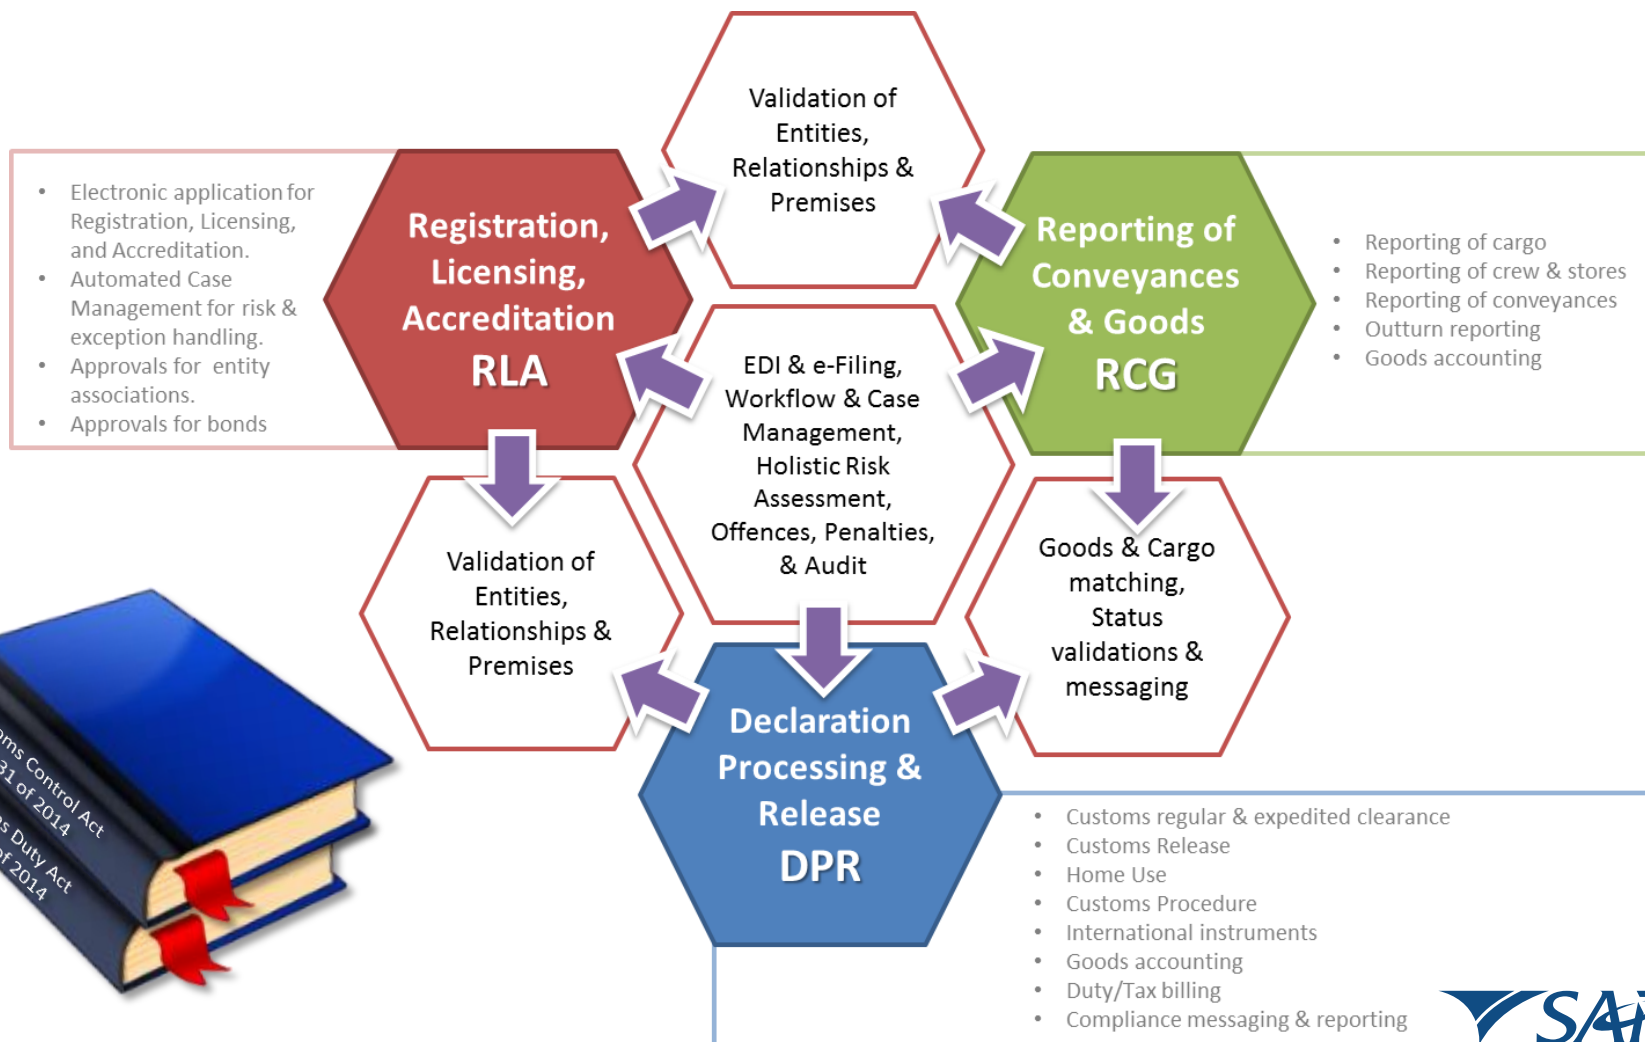 Validation of
Entities,
Relationships &
Premises
• Electronic application for
Registration, Licensing,
and Accreditation.
• Automated Case
Management for risk &
exception handling.
• Approvals for entity
associations.
• Approvals for bonds
Registration,
Licensing,
Accreditation
RLA
Reporting of
Conveyances
& Goods
RCG
• Reporting of cargo
• Reporting of crew & stores
• Reporting of conveyances
• Outturn reporting
• Goods accounting
EDI & e-Filing,
Workflow & Case
Management,
Holistic Risk
Assessment,
Offences, Penalties,
& Audit
Validation of
Entities,
Relationships &
Premises
Goods & Cargo
matching,
Status
validations &
messaging
Declaration
Processing &
Release
DPR
Control Act
31 of 2014
Duty Act
of 2014
• Customs regular & expedited clearance
• Customs Release
• Home Use
• Customs Procedure
• International instruments
• Goods accounting
• Duty/Tax billing
• Compliance messaging & reporting